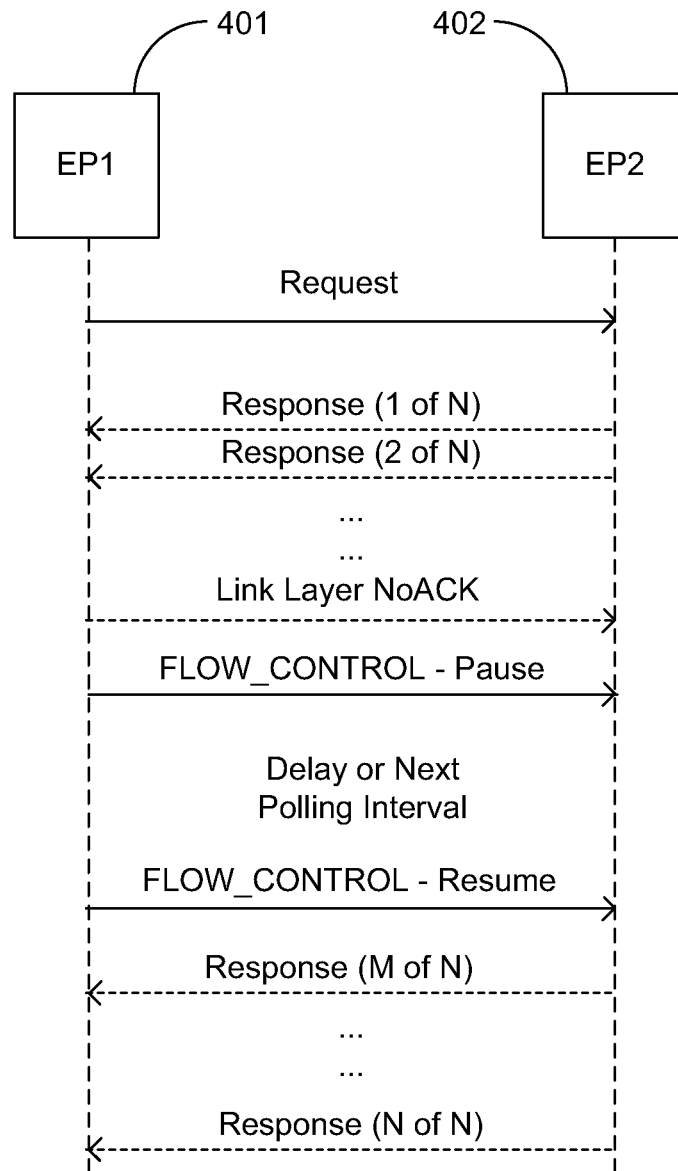 401
402
EP1
EP2
Request
Response (1 of N)
Response (2 of N)
...
...
Link Layer NoACK
FLOW_CONTROL - Pause
Delay or Next
Polling Interval
FLOW_CONTROL - Resume
Response (M of N)
...
...
Response (N of N)